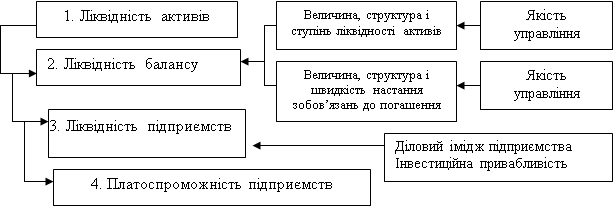 1. Ліквідність активів
Величина, структура і
ступінь ліквідності активів
Якість
управління
2. Ліквідність балансу
Величина, структура і
швидкість настання
зобов’язань до погашення
Якість
управління
3. Ліквідність підприємств
Діловий імідж підприємства
Інвестиційна привабливість
4. Платоспроможність підприємств